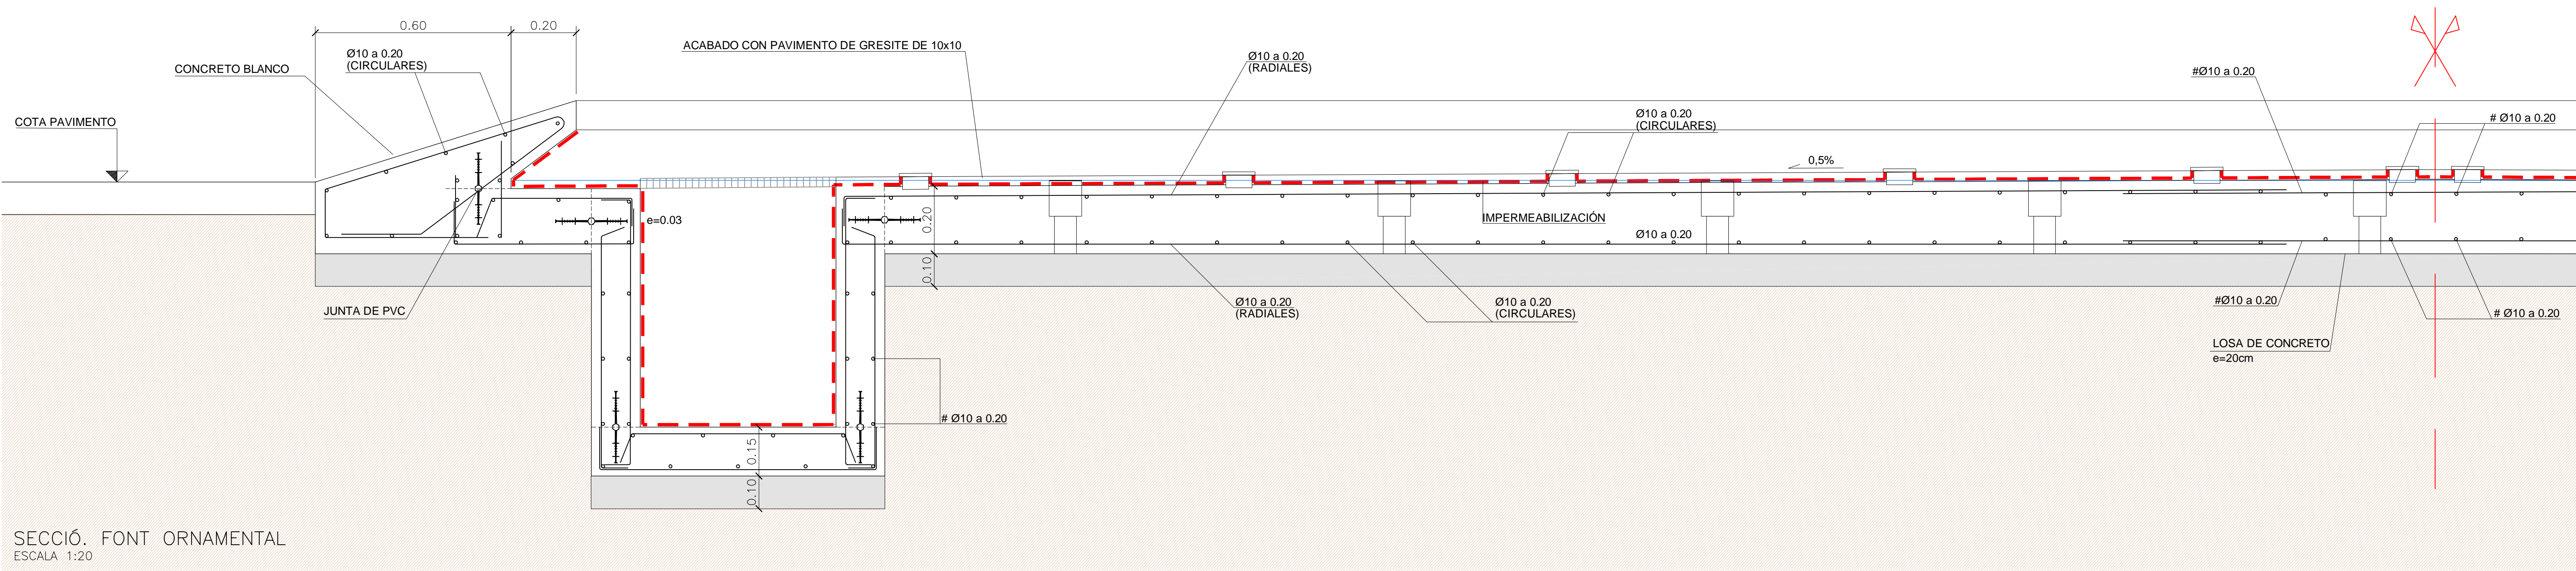 0.60
0.20
Ø10 a 0.20
(CIRCULARES)
CONCRETO BLANCO
COTA PAVIMENTO
ACABADO CON PAVIMENTO DE GRESITE DE 10x10
Ø10 a 0.20
(RADIALES)
Ø10 a 0.20
(CIRCULARES)
0,5%
#Ø10 a 0.20
# Ø10 a 0.20
e=0.03
0.20
IMPERMEABILIZACIÓN
Ø10 a 0.20
0.10
JUNTA DE PVC
Ø10 a 0.20
(RADIALES)
Ø10 a 0.20
(CIRCULARES)
#Ø10 a 0.20
# Ø10 a 0.20
LOSA DE CONCRETO
e=20cm
# Ø10 a 0.20
0.15
0.10
SECCIÓ. FONT ORNAMENTAL
ESCALA 1:20